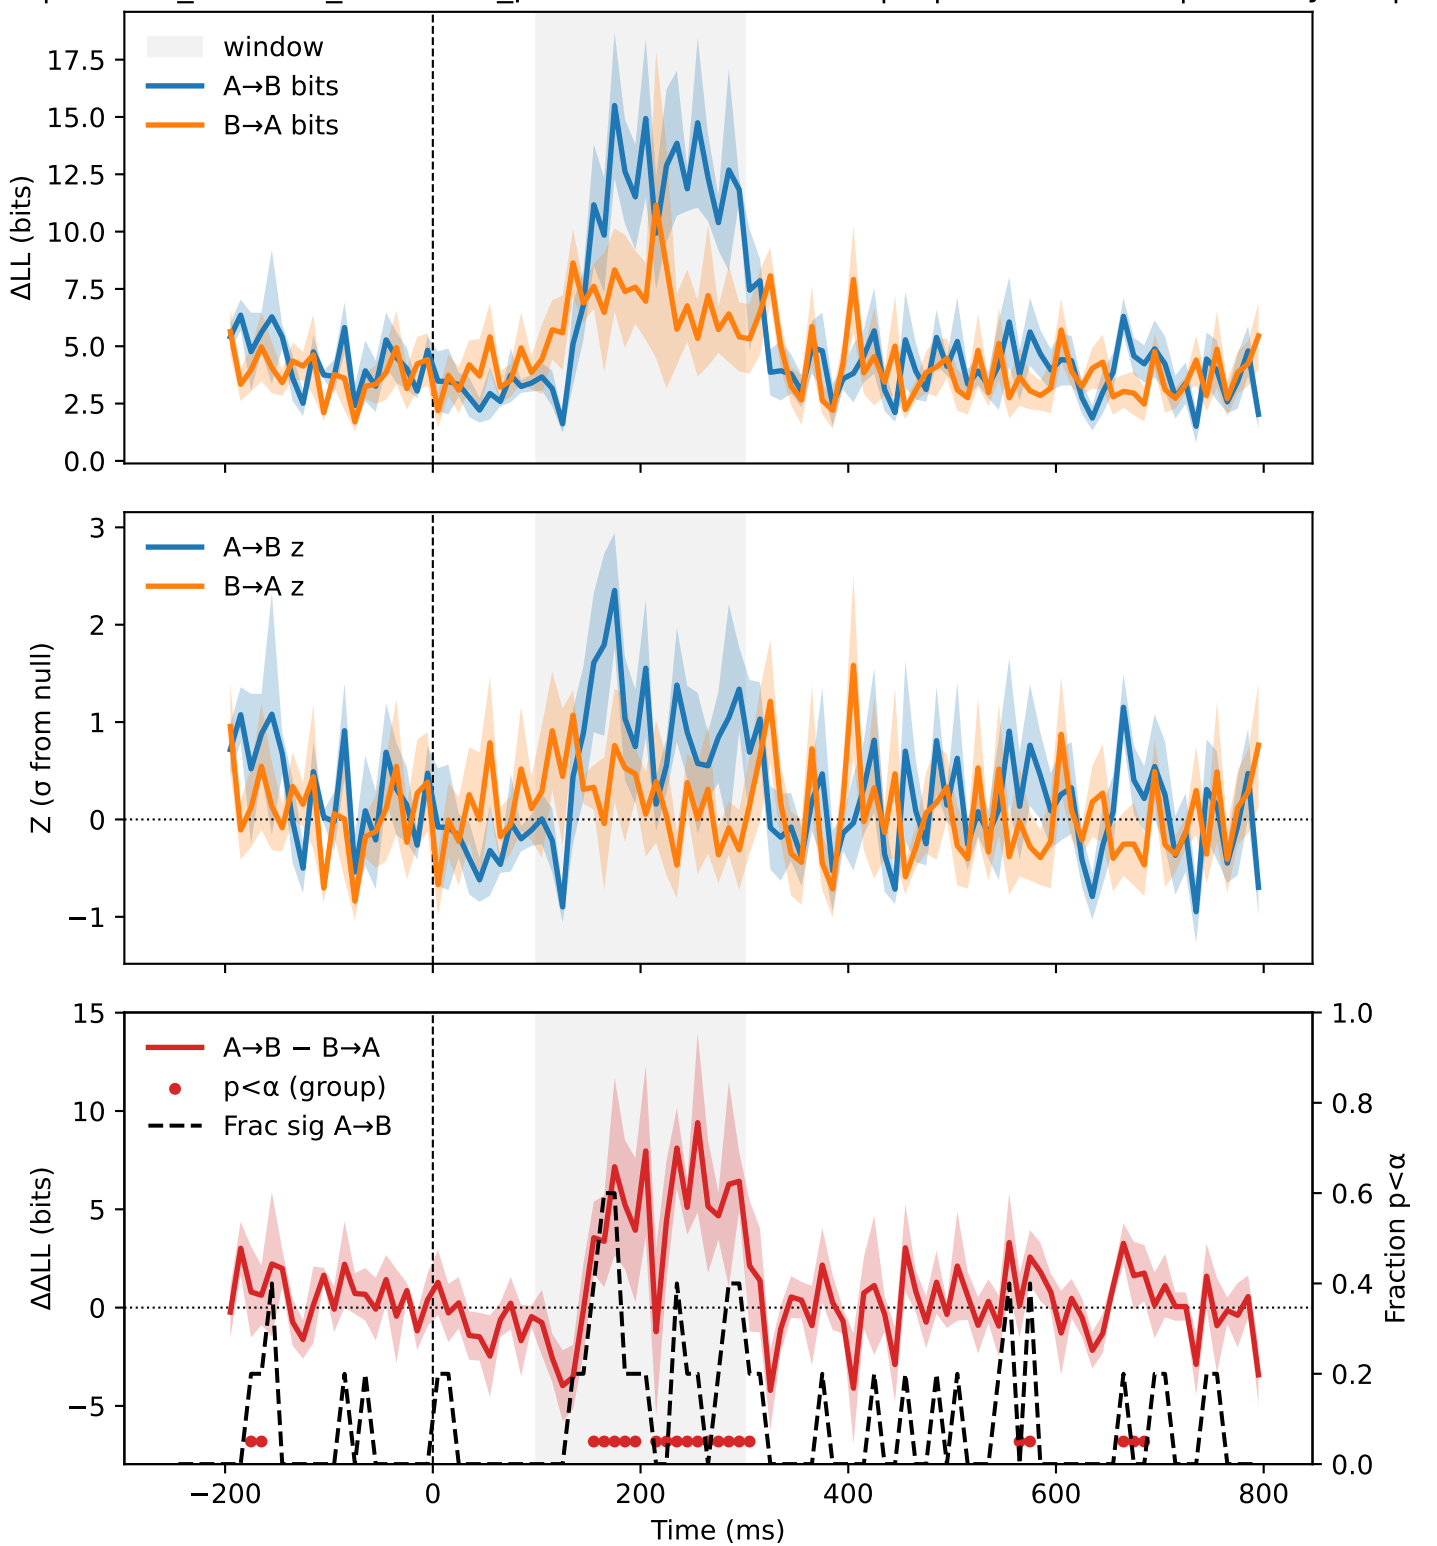 17.5
15.0
12.5
10.0
7.5
5.0
2.5
0.0
ΔLL (bits)
window
A→B bits
B→A bits
3
2
1
0
−1
Z (σ from null)
A→B z
B→A z
15
10
5
0
−5
ΔΔLL (bits)
A→B − B→A
p<α (group)
Frac sig A→B
1.0
0.8
0.6
0.4
0.2
0.0
Fraction p<α
−200
0
200
400
600
800
Time (ms)